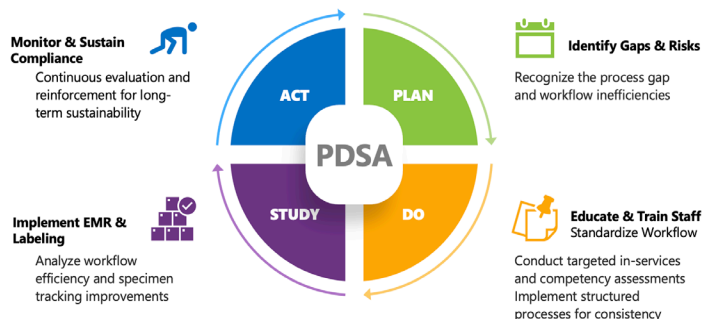 Monitor & Sustain
Compliance
Continuous evaluation and
reinforcement for long-
term sustainability
ACT
PLAN
Identify Gaps & Risks
Recognize the process gap
and workflow inefficiencies
PDSA
Implement EMR &
Labeling
Analyze workflow
efficiency and specimen
tracking improvements
STUDY
DO
Educate & Train Staff
Standardize Workflow
Conduct targeted in-services
and competency assessments
Implement structured
processes for consistency